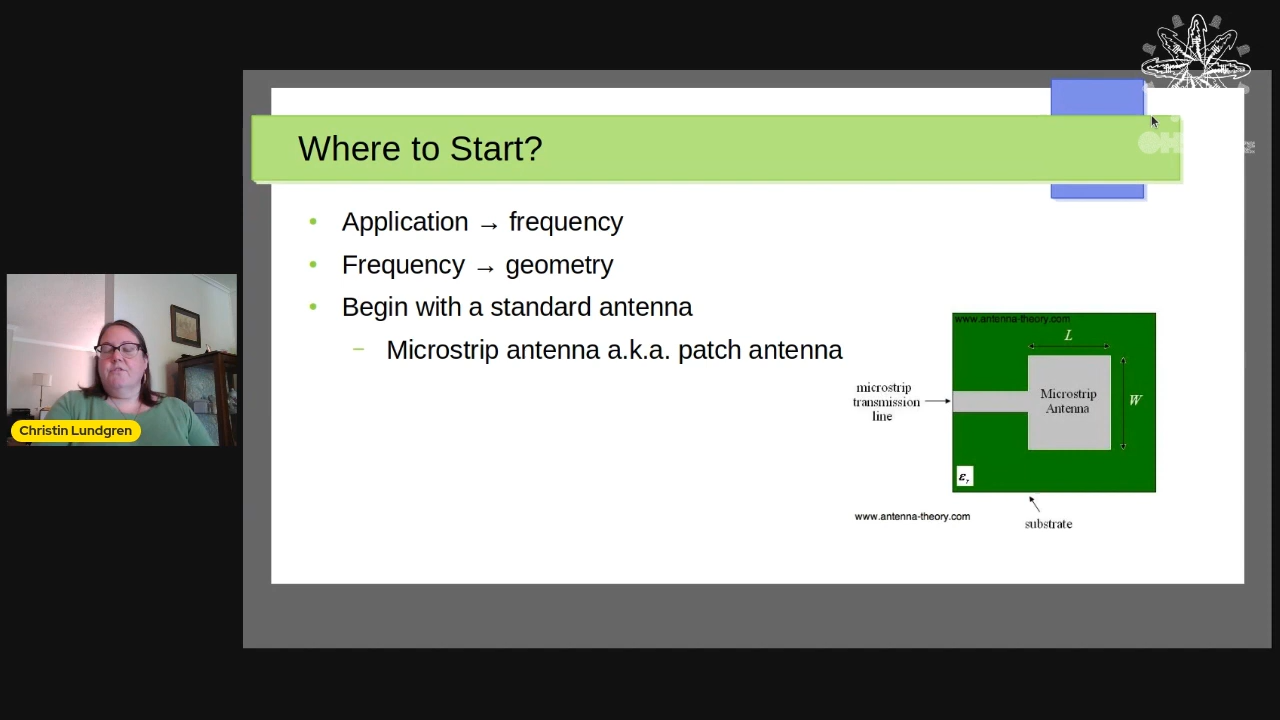 Where to Start?
• Application → frequency
• Frequency → geometry
• Begin with a standard antenna
– Microstrip antenna a.k.a. patch antenna
www.antenna-theory.com
L
microstrip
transmission
line
Microstrip
Antenna
W
εr
www.antenna-theory.com
substrate
Christin Lundgren